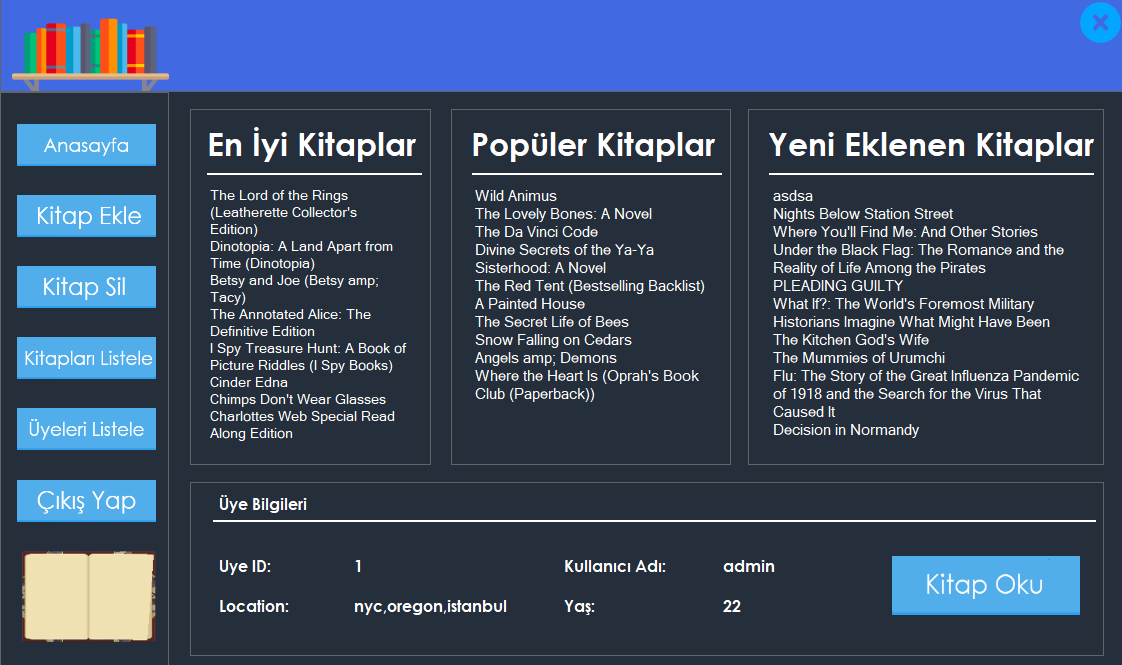 Anasayfa
Kitap Ekle
Kitap Sil
Kitapları Listele
Üyeleri Listele
Çıkış Yap
En İyi Kitaplar
The Lord of the Rings
(Leatherette Collector's
Edition)
Dinotopia: A Land Apart from
Time (Dinotopia)
Betsy and Joe (Betsy amp;
Tacy)
The Annotated Alice: The
Definitive Edition
I Spy Treasure Hunt: A Book of
Picture Riddles (I Spy Books)
Cinder Edna
Chimps Don't Wear Glasses
Charlottes Web Special Read
Along Edition
Popüler Kitaplar
Wild Animus
The Lovely Bones: A Novel
The Da Vinci Code
Divine Secrets of the Ya-Ya
Sisterhood: A Novel
The Red Tent (Bestselling Backlist)
A Painted House
The Secret Life of Bees
Snow Falling on Cedars
Angels amp; Demons
Where the Heart Is (Oprah's Book
Club (Paperback))
Yeni Eklenen Kitaplar
asdsa
Nights Below Station Street
Where You'll Find Me: And Other Stories
Under the Black Flag: The Romance and the
Reality of Life Among the Pirates
PLEADING GUILTY
What If?: The World's Foremost Military
Historians Imagine What Might Have Been
The Kitchen God's Wife
The Mummies of Urumchi
Flu: The Story of the Great Influenza Pandemic
of 1918 and the Search for the Virus That
Caused It
Decision in Normandy
Üye Bilgileri
Uye ID: 1 Kullanıcı Adı: admin
Location: nyc,oregon,istanbul Yaş: 22
Kitap Oku